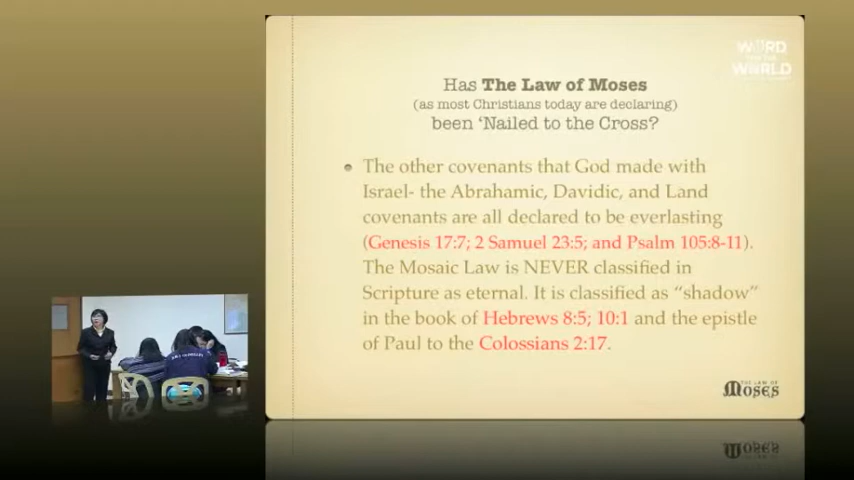 WORD
FOR THE
WORLD
Has The Law of Moses
(as most Christians today are declaring)
been ‘Nailed to the Cross?
• The other covenants that God made with
Israel- the Abrahamic, Davidic, and Land
covenants are all declared to be everlasting
(Genesis 17:7; 2 Samuel 23:5; and Psalm 105:8-11).
The Mosaic Law is NEVER classified in
Scripture as eternal. It is classified as “shadow”
in the book of Hebrews 8:5; 10:1 and the epistle
of Paul to the Colossians 2:17.
THE LAW OF
Moses